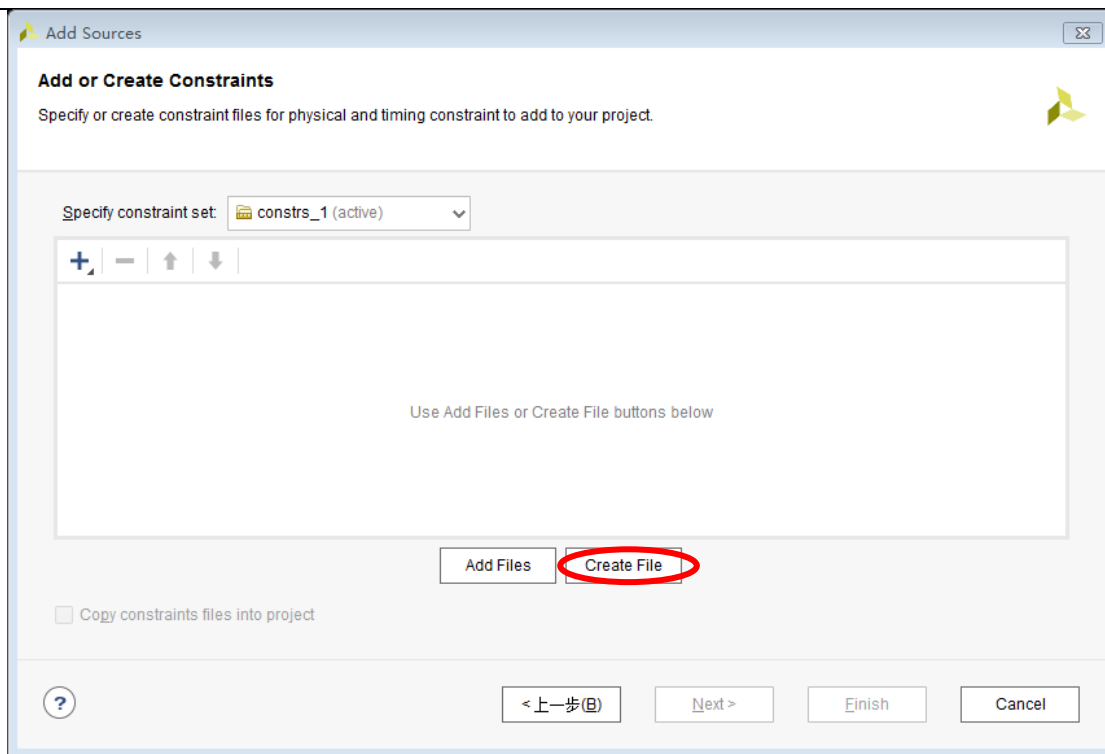 Add Sources
Add or Create Constraints
Specify or create constraint files for physical and timing constraint to add to your project.
Specify constraint set: constrs_1 (active)
Use Add Files or Create File buttons below
Add Files Create File
Copy constraints files into project
? <上一步(B) Next > Finish Cancel